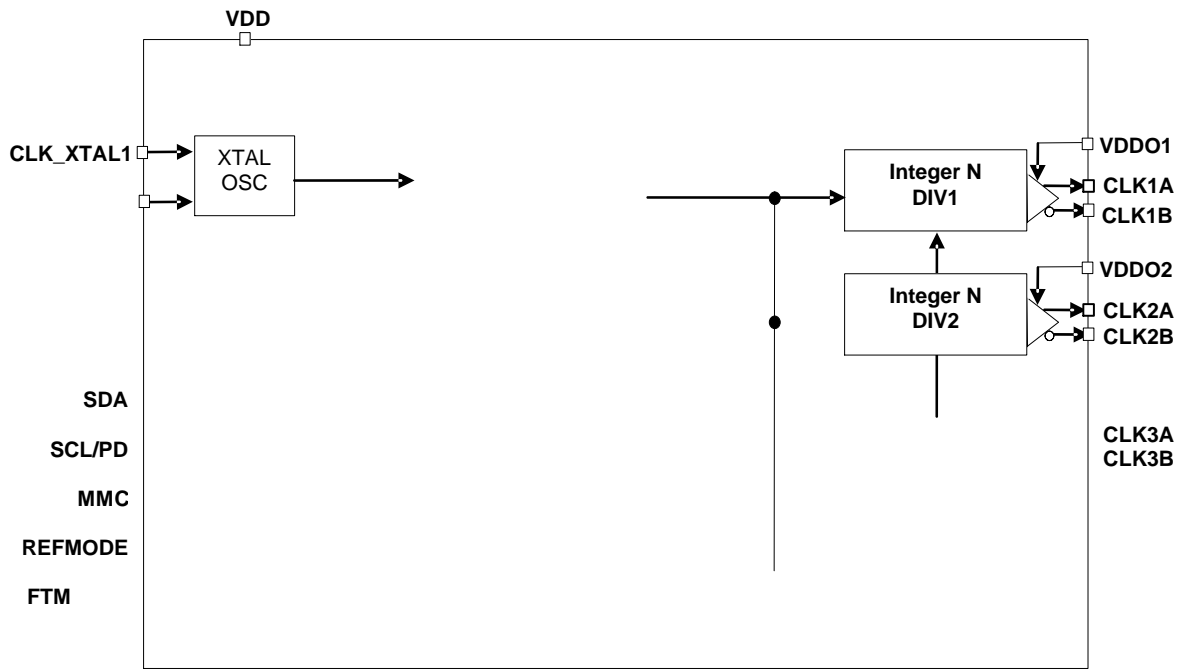 VDD
CLK_XTAL1
XTAL
OSC
Integer N
DIV1
VDDO1
CLK1A
CLK1B
Integer N
DIV2
VDDO2
CLK2A
CLK2B
SDA
SCL/PD
MMC
REFMODE
FTM
CLK3A
CLK3B